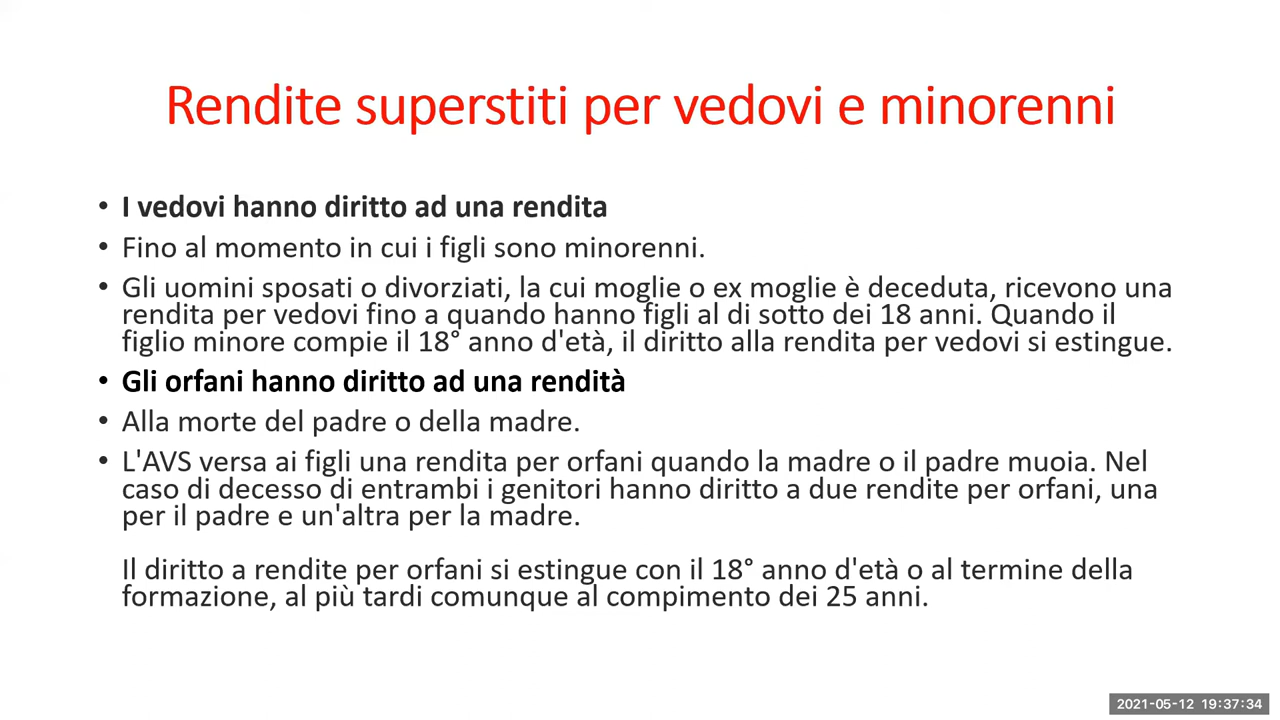 Rendite superstiti per vedovi e minorenni
• I vedovi hanno diritto ad una rendita
• Fino al momento in cui i figli sono minorenni.
• Gli uomini sposati o divorziati, la cui moglie o ex moglie è deceduta, ricevono una
rendita per vedovi fino a quando hanno figli al di sotto dei 18 anni. Quando il
figlio minore compie il 18° anno d'età, il diritto alla rendita per vedovi si estingue.
• Gli orfani hanno diritto ad una rendità
• Alla morte del padre o della madre.
• L'AVS versa ai figli una rendita per orfani quando la madre o il padre muoia. Nel
caso di decesso di entrambi i genitori hanno diritto a due rendite per orfani, una
per il padre e un'altra per la madre.
Il diritto a rendite per orfani si estingue con il 18° anno d'età o al termine della
formazione, al più tardi comunque al compimento dei 25 anni.
2021-05-12 19:37:34